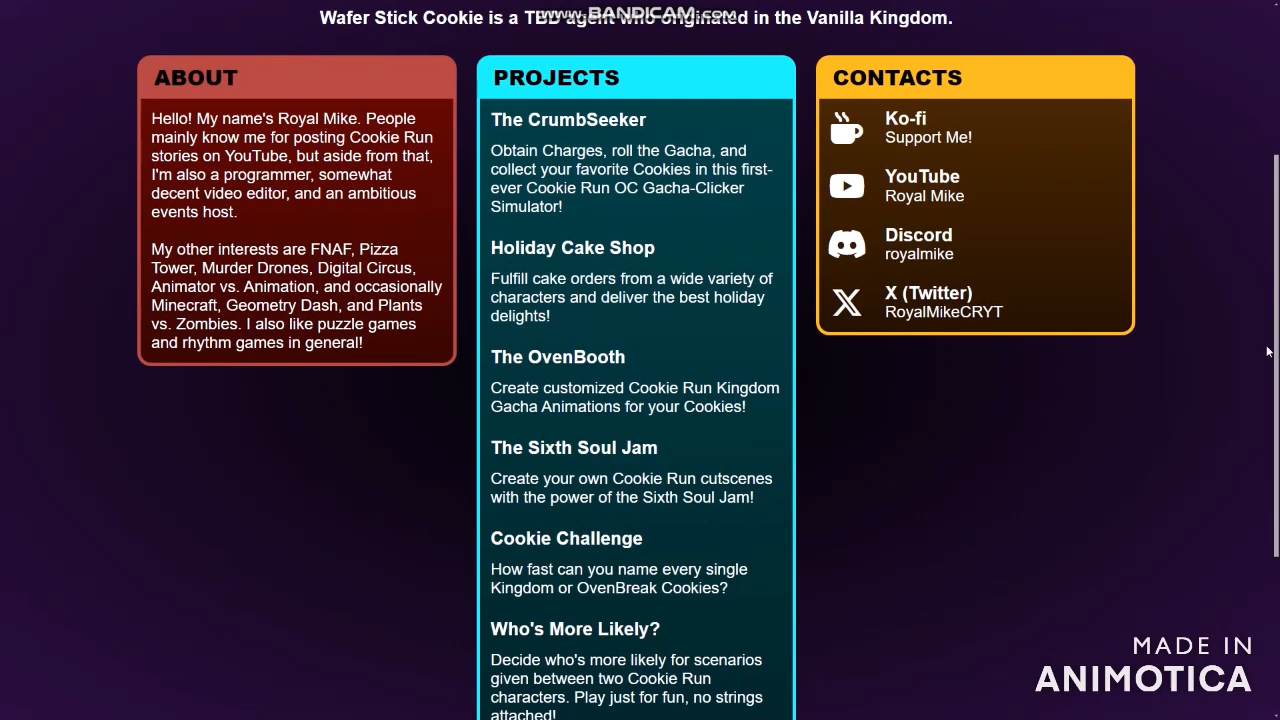 www.BANDICAM.com
Wafer Stick Cookie is a TBD agent who originated in the Vanilla Kingdom.
ABOUT
Hello! My name's Royal Mike. People
mainly know me for posting Cookie Run
stories on YouTube, but aside from that,
I'm also a programmer, somewhat
decent video editor, and an ambitious
events host.
My other interests are FNAF, Pizza
Tower, Murder Drones, Digital Circus,
Animator vs. Animation, and occasionally
Minecraft, Geometry Dash, and Plants
vs. Zombies. I also like puzzle games
and rhythm games in general!
PROJECTS
The CrumbSeeker
Obtain Charges, roll the Gacha, and
collect your favorite Cookies in this first-
ever Cookie Run OC Gacha-Clicker
Simulator!
Holiday Cake Shop
Fulfill cake orders from a wide variety of
characters and deliver the best holiday
delights!
The OvenBooth
Create customized Cookie Run Kingdom
Gacha Animations for your Cookies!
The Sixth Soul Jam
Create your own Cookie Run cutscenes
with the power of the Sixth Soul Jam!
Cookie Challenge
How fast can you name every single
Kingdom or OvenBreak Cookies?
Who's More Likely?
Decide who's more likely for scenarios
given between two Cookie Run
characters. Play just for fun, no strings
attached!
CONTACTS
Ko-fi
Support Me!
YouTube
Royal Mike
Discord
royalmike
X (Twitter)
RoyalMikeCRYT
MADE IN
ANIMOTICA